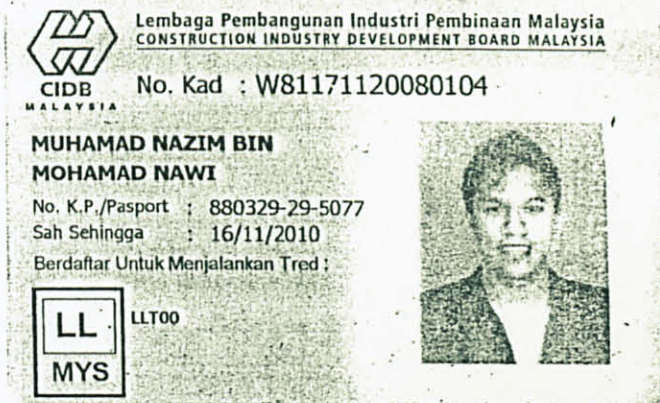 Lembaga Pembangunan Industri Pembinaan Malaysia
CONSTRUCTION INDUSTRY DEVELOPMENT BOARD MALAYSIA
CIDB
MALAYSIA
No. Kad : W81171120080104
MUHAMAD NAZIM BIN
MOHAMAD NAWI
No. K.P./Pasport : 880329-29-5077
Sah Sehingga : 16/11/2010
Berdaftar Untuk Menjalankan Tred :
LL
LLT00
MYS